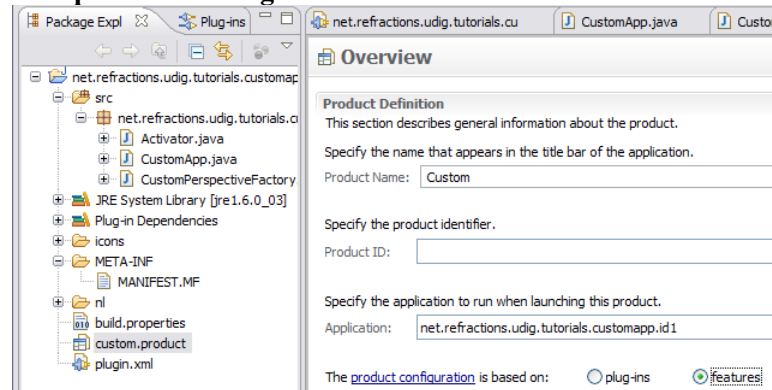 Package Expl Plug-ins
net.refractions.udig.tutorials.customap
src
net.refractions.udig.tutorials.cu
Activator.java
CustomApp.java
CustomPerspectiveFactory
JRE System Library [jre1.6.0_03]
Plug-in Dependencies
icons
META-INF
MANIFEST.MF
nl
build.properties
custom.product
plugin.xml
net.refractions.udig.tutorials.cu CustomApp.java Custo
Overview
Product Definition
This section describes general information about the product.
Specify the name that appears in the title bar of the application.
Product Name: Custom
Specify the product identifier.
Product ID:
Specify the application to run when launching this product.
Application: net.refractions.udig.tutorials.customapp.id1
The product configuration is based on: plug-ins features